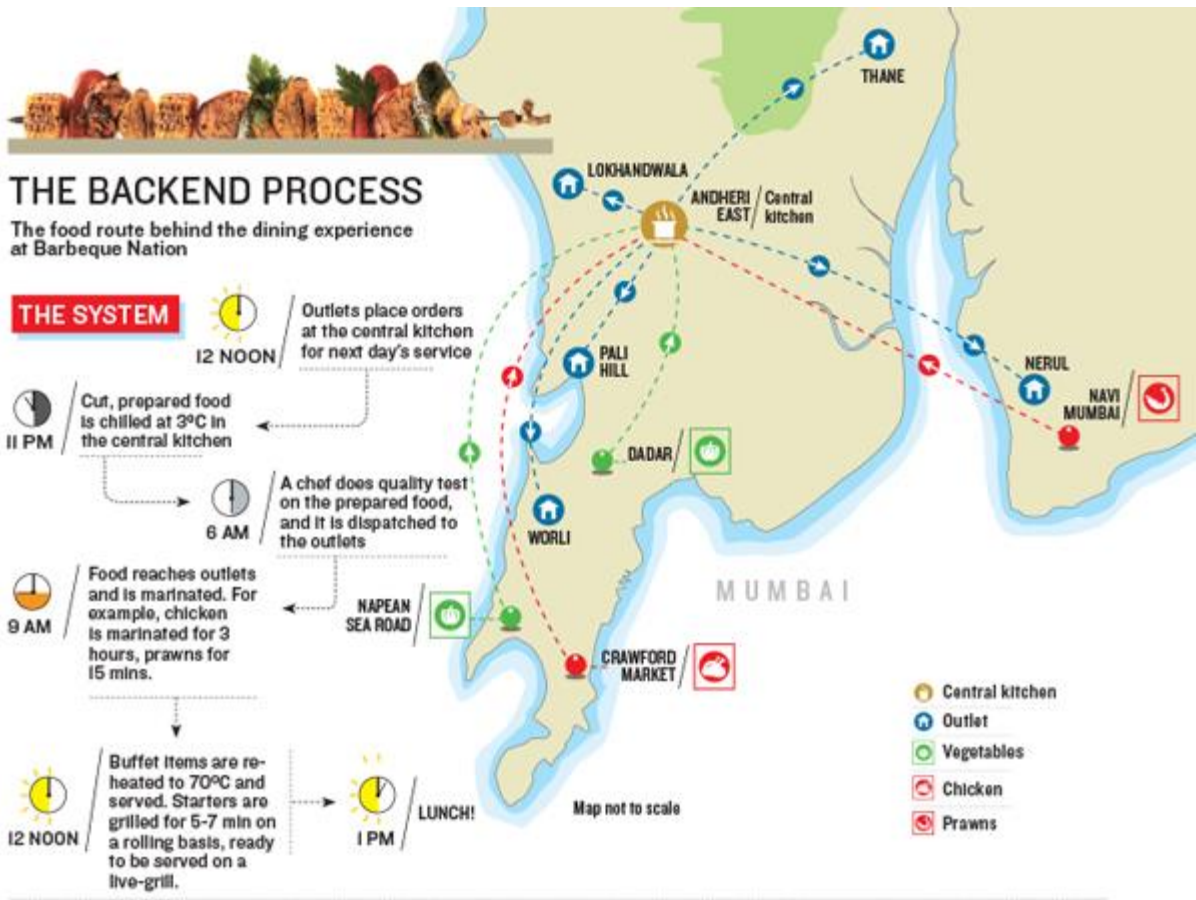 THE BACKEND PROCESS
The food route behind the dining experience
at Barbeque Nation
THE SYSTEM
12 NOON
Outlets place orders
at the central kitchen
for next day's service
11 PM
Cut, prepared food
is chilled at 3ºC in
the central kitchen
6 AM
A chef does quality test
on the prepared food,
and it is dispatched to
the outlets
9 AM
Food reaches outlets
and is marinated. For
example, chicken
is marinated for 3
hours, prawns for
15 mins.
12 NOON
Buffet items are re-
heated to 70ºC and
served. Starters are
grilled for 5-7 min on
a rolling basis, ready
to be served on a
live-grill.
1 PM
LUNCH!
THANE
LOKHANDWALA
ANDHERI
EAST
Central
kitchen
PALI
HILL
NERUL
NAVI
MUMBAI
DADAR
WORLI
MUMBAI
NAPEAN
SEA ROAD
CRAWFORD
MARKET
Map not to scale
Central kitchen
Outlet
Vegetables
Chicken
Prawns